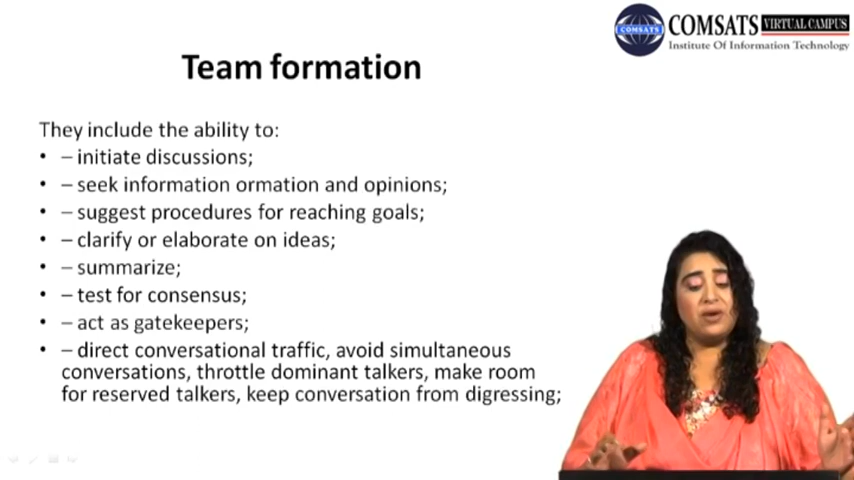 COMSATS VIRTUAL CAMPUS
Institute Of Information Technology
COMSATS
Team formation
They include the ability to:
• – initiate discussions;
• – seek information ormation and opinions;
• – suggest procedures for reaching goals;
• – clarify or elaborate on ideas;
• – summarize;
• – test for consensus;
• – act as gatekeepers;
• – direct conversational traffic, avoid simultaneous
conversations, throttle dominant talkers, make room
for reserved talkers, keep conversation from digressing;